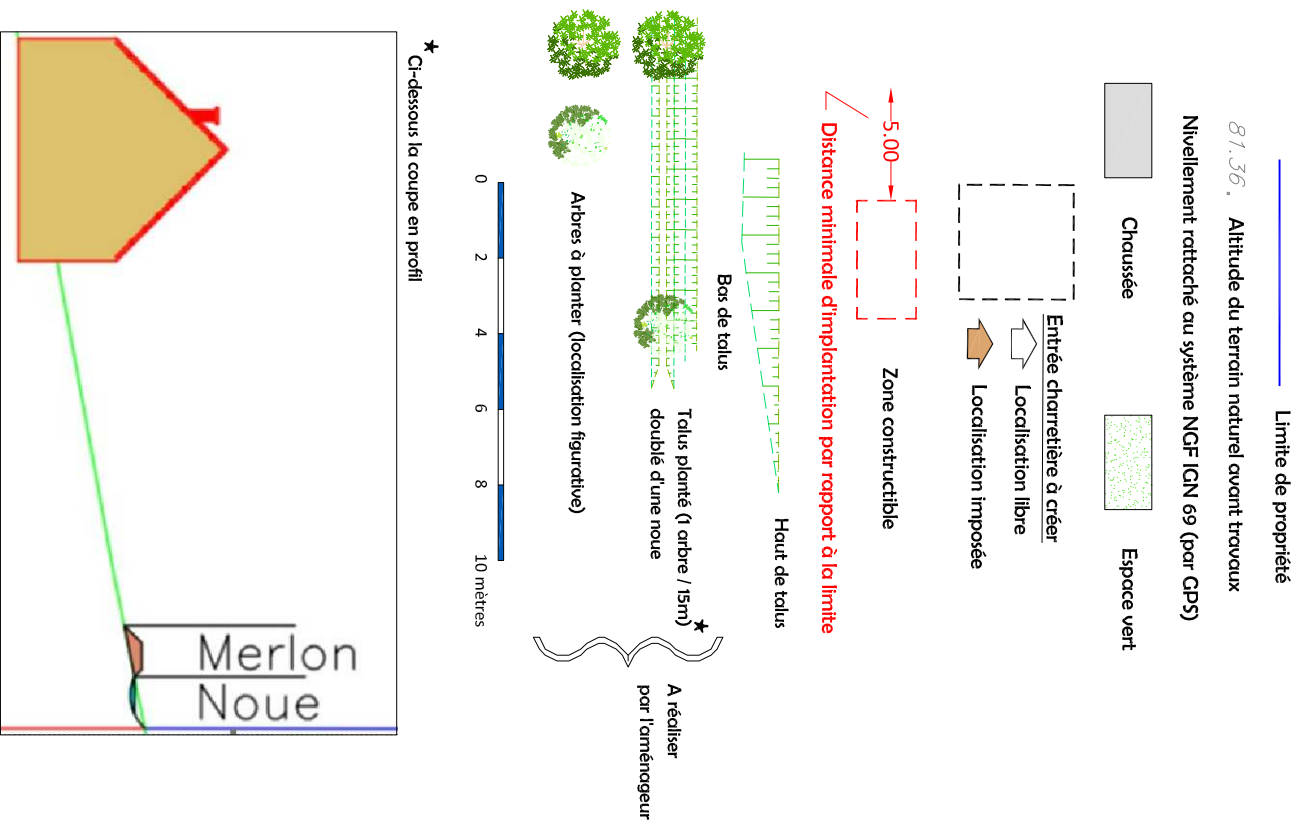 Limite de propriété
81.36. Altitude du terrain naturel avant travaux
Nivellement rattaché au système NGF IGN 69 (par GPS)
Chaussée
Espace vert
Entrée charretière à créer
Localisation libre
Localisation imposée
5.00
Zone constructible
Distance minimale d'implantation par rapport à la limite
Haut de talus
Bas de talus
Talus planté (1 arbre / 15m)
doublé d'une noue
A réaliser
par l'aménageur
Arbres à planter (localisation figurative)
0 2 4 6 8 10 mètres
Ci-dessous la coupe en profil
Merlon
Noue